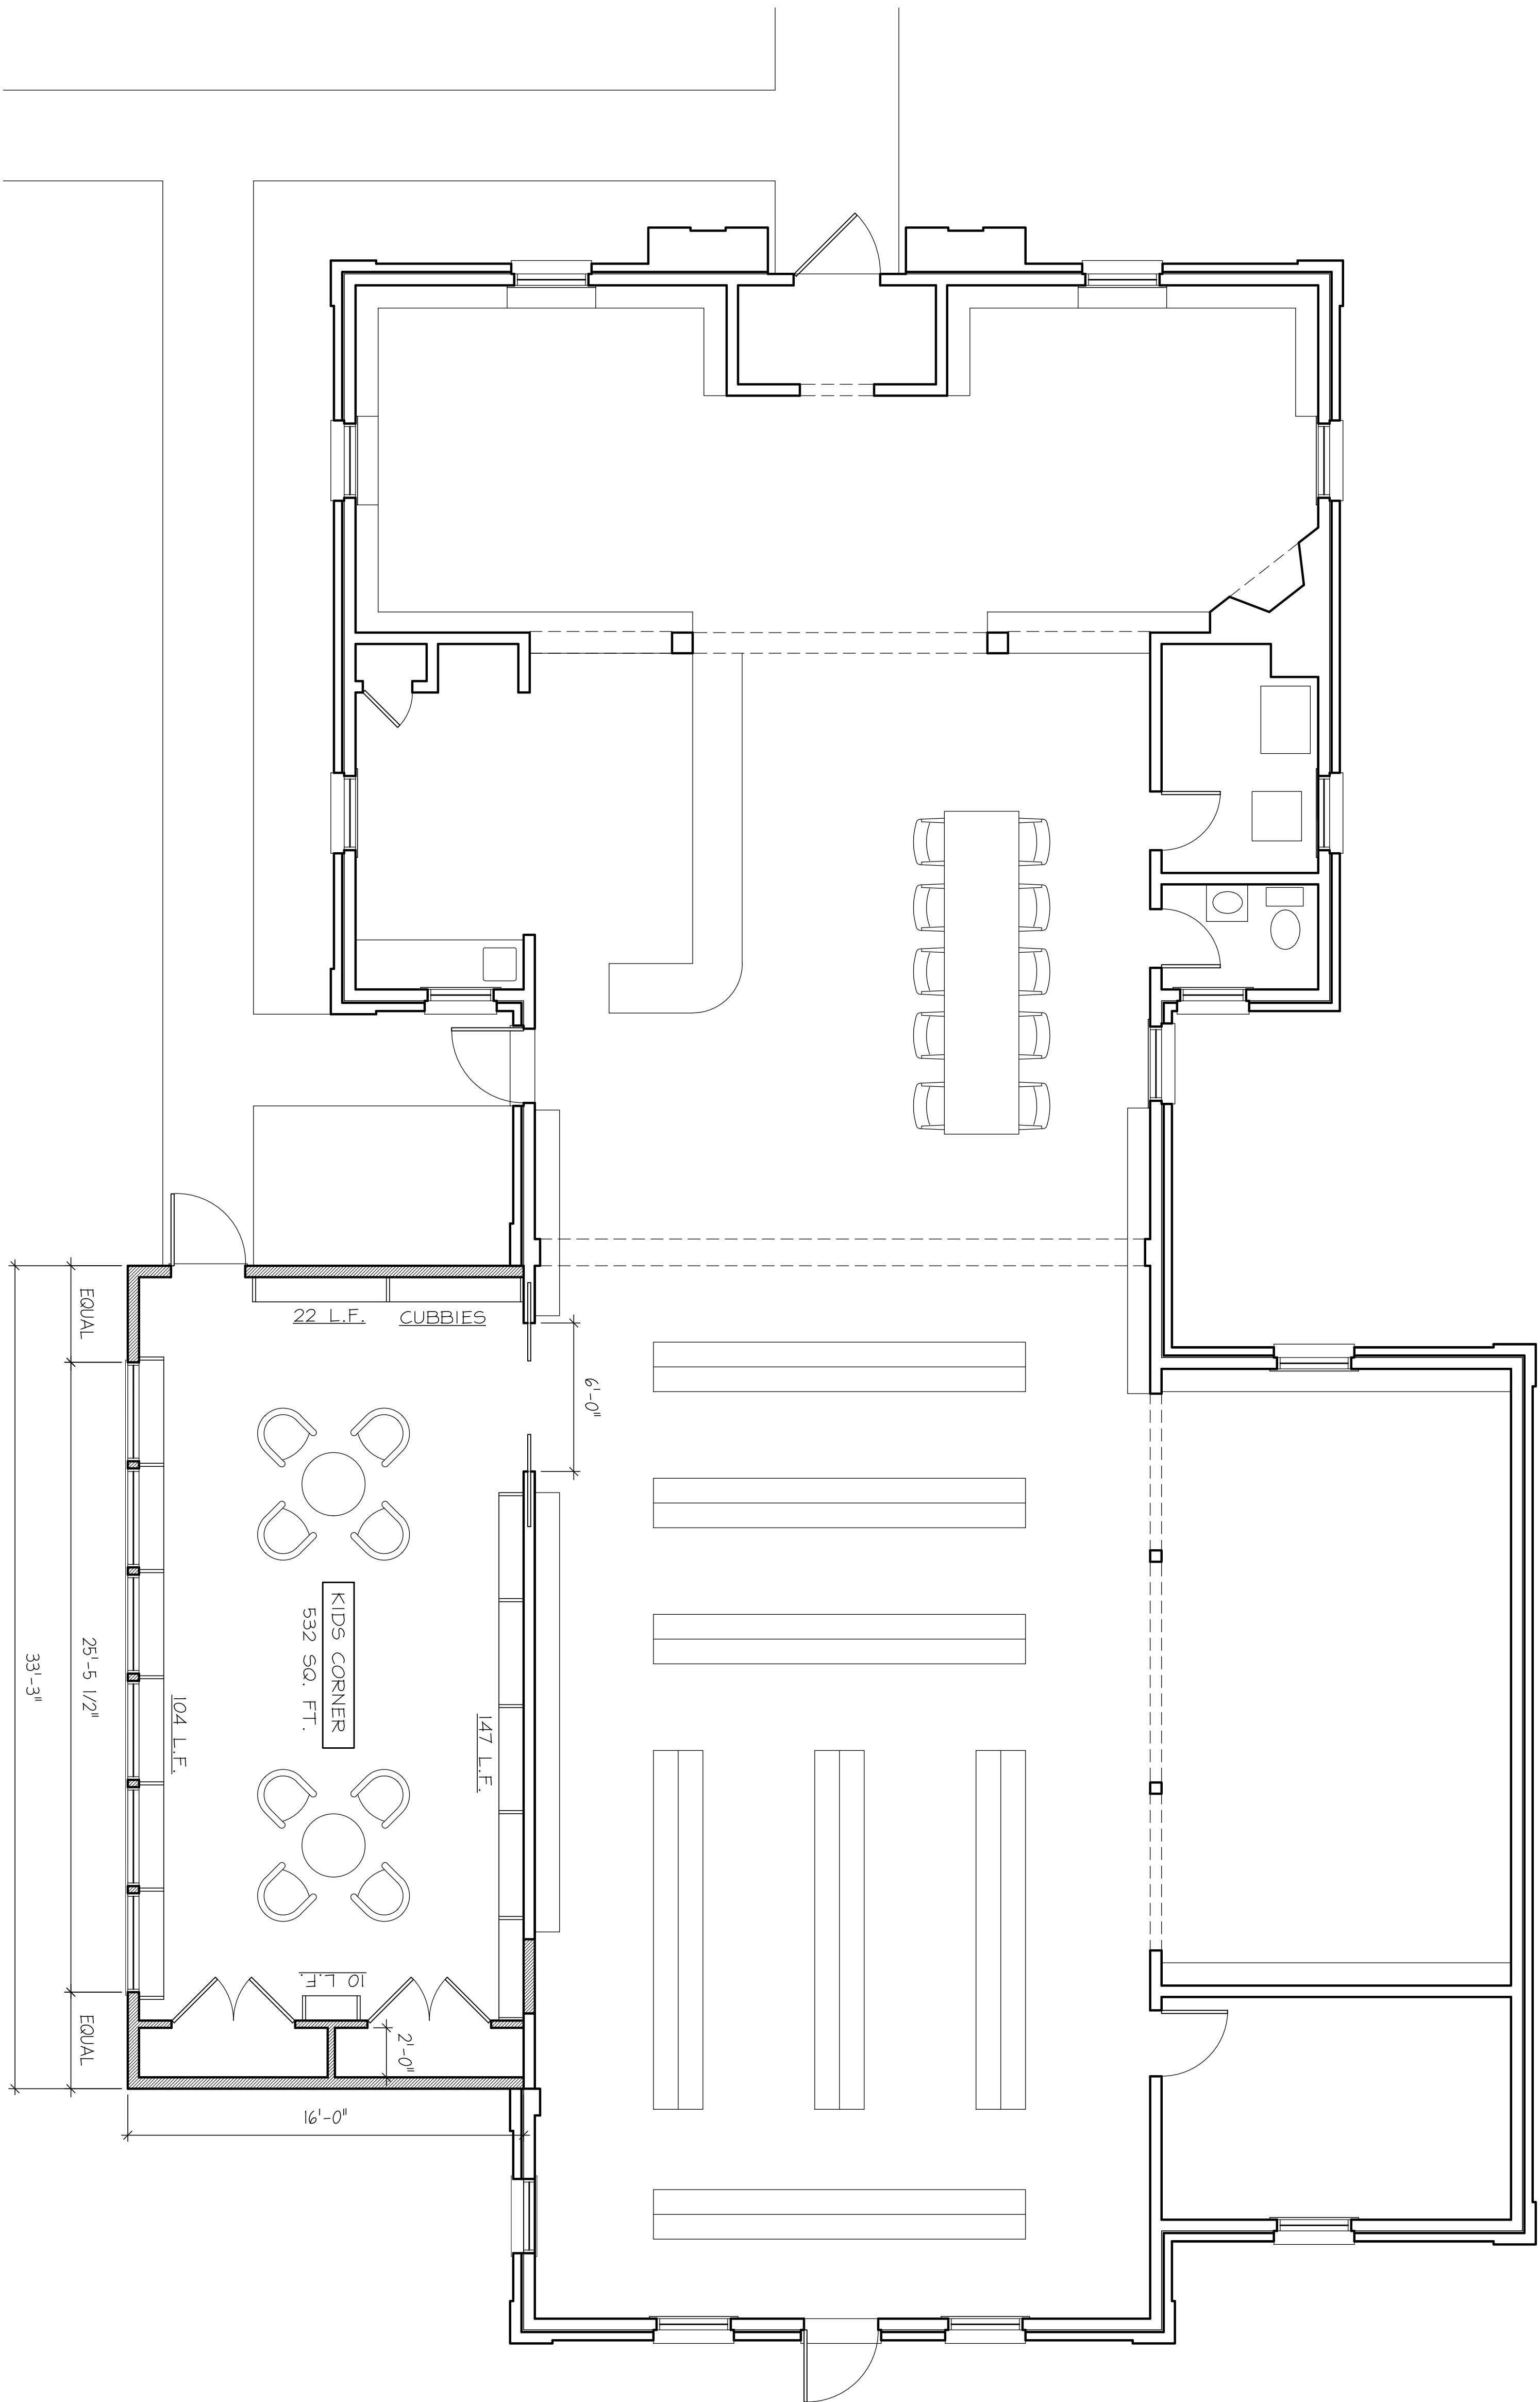 22 L.F.
CUBBIES
6'-0"
EQUAL
25'-5 1/2"
33'-3"
EQUAL
KIDS CORNER
532 SQ. FT.
147 L.F.
104 L.F.
10 L.F.
2'-0"
16'-0"